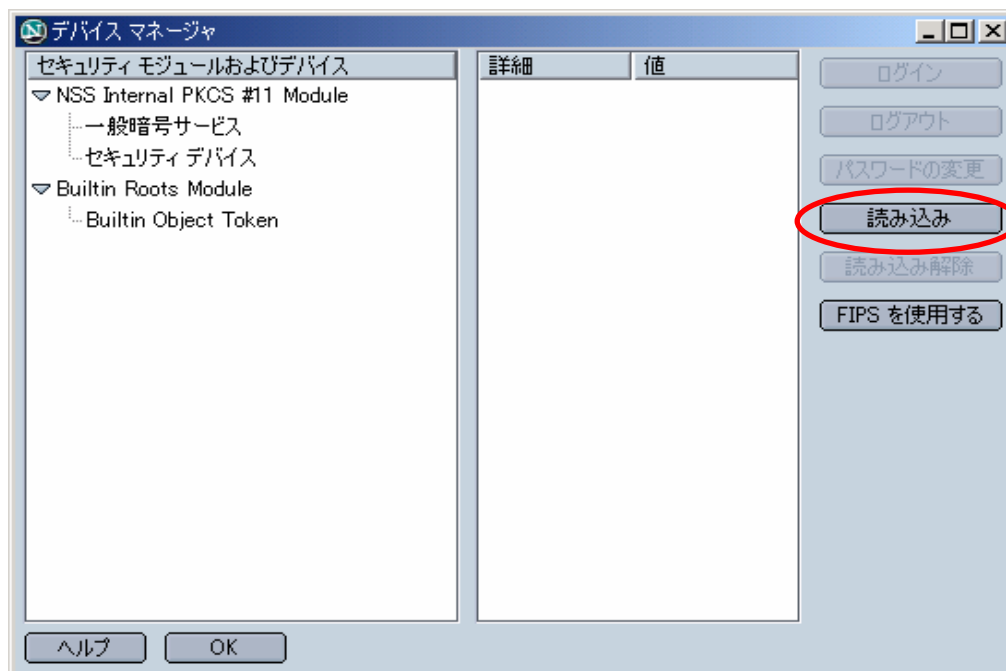 デバイス マネージャ
セキュリティ モジュールおよびデバイス
詳細
値
NSS Internal PKCS #11 Module
一般暗号サービス
セキュリティ デバイス
Builtin Roots Module
Builtin Object Token
ログイン
ログアウト
パスワードの変更
読み込み
読み込み解除
FIPS を使用する
ヘルプ
OK